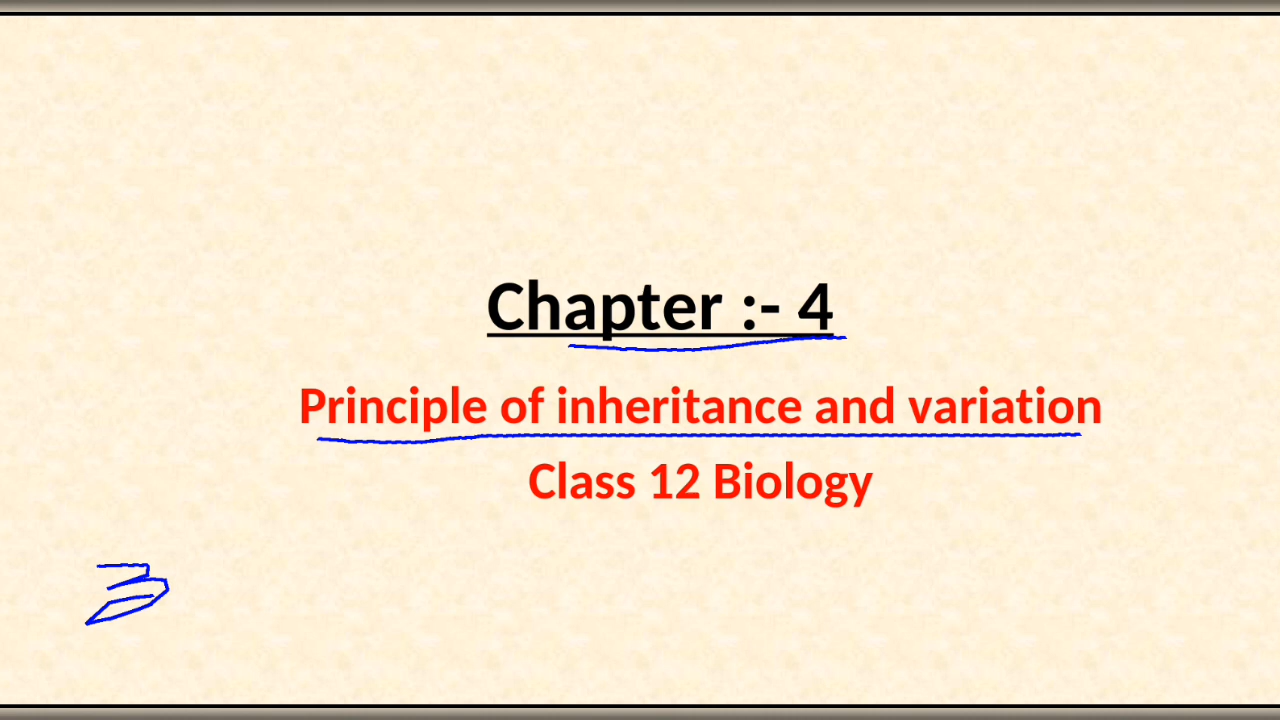 Chapter :- 4
Principle of inheritance and variation
Class 12 Biology